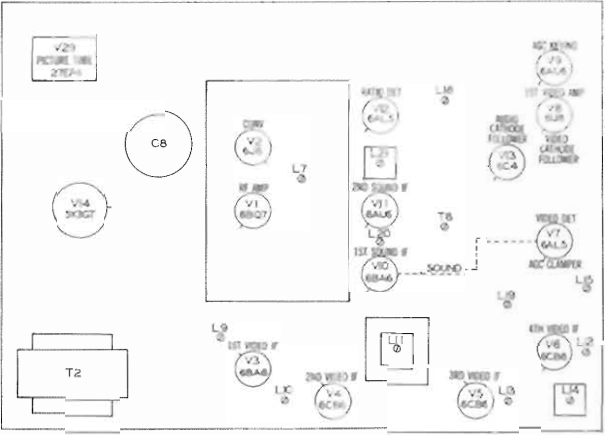 V29
PICTURE TUBE
27EP4
C8
V14
5X3GT
T2
CONV
V2
6U8
L7
RF AMP
V1
6BQ7
RATIO DET
V12
6AL5
L18
L21
2ND SOUND IF
V11
6AU6
L20
T8
1ST SOUND IF
V10
6BA6
SOUND
AGC KEYING
V9
6AU6
1ST VIDEO AMP
V8
6U8
VIDEO
CATHODE
FOLLOWER
AUDIO
CATHODE
FOLLOWER
V13
6C4
VIDEO DET
V7
6AL5
AGC CLAMPER
L15
L19
L9
1ST VIDEO IF
V3
6BA6
L10
2ND VIDEO IF
V4
6CB6
L11
3RD VIDEO IF
V5
6CB6
L13
4TH VIDEO IF
V6
6CB6
L12
L14